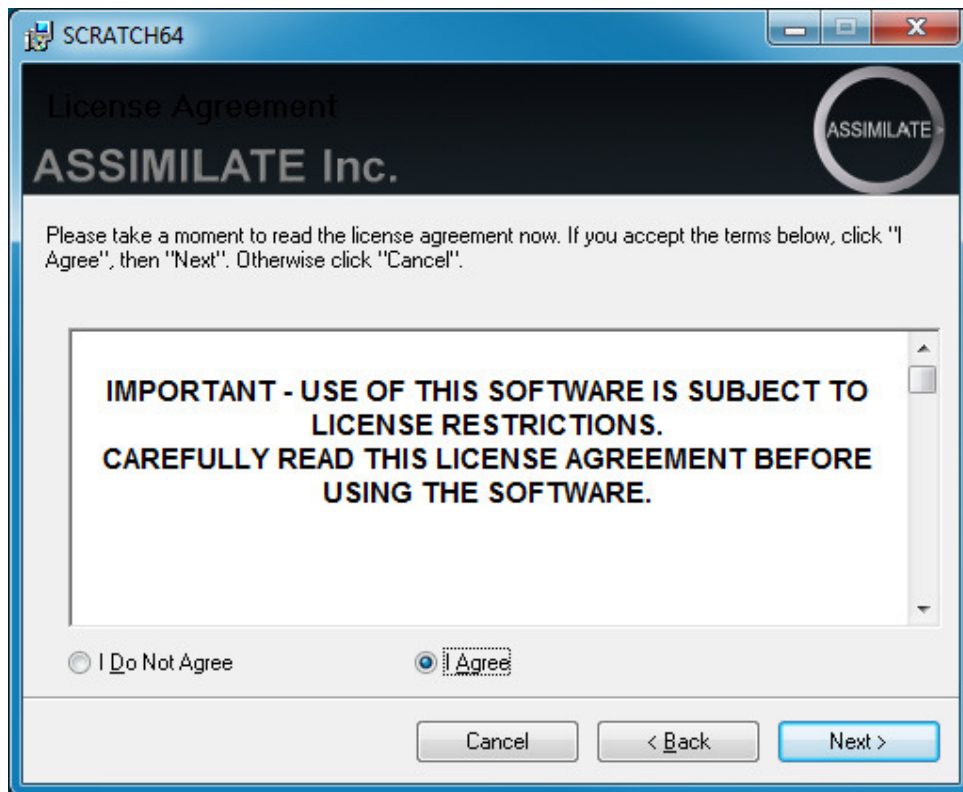 SCRATCH64
License Agreement
ASSIMILATE Inc.
ASSIMILATE
Please take a moment to read the license agreement now. If you accept the terms below, click "I
Agree", then "Next". Otherwise click "Cancel".
IMPORTANT - USE OF THIS SOFTWARE IS SUBJECT TO
LICENSE RESTRICTIONS.
CAREFULLY READ THIS LICENSE AGREEMENT BEFORE
USING THE SOFTWARE.
I Do Not Agree
I Agree
Cancel
< Back
Next >